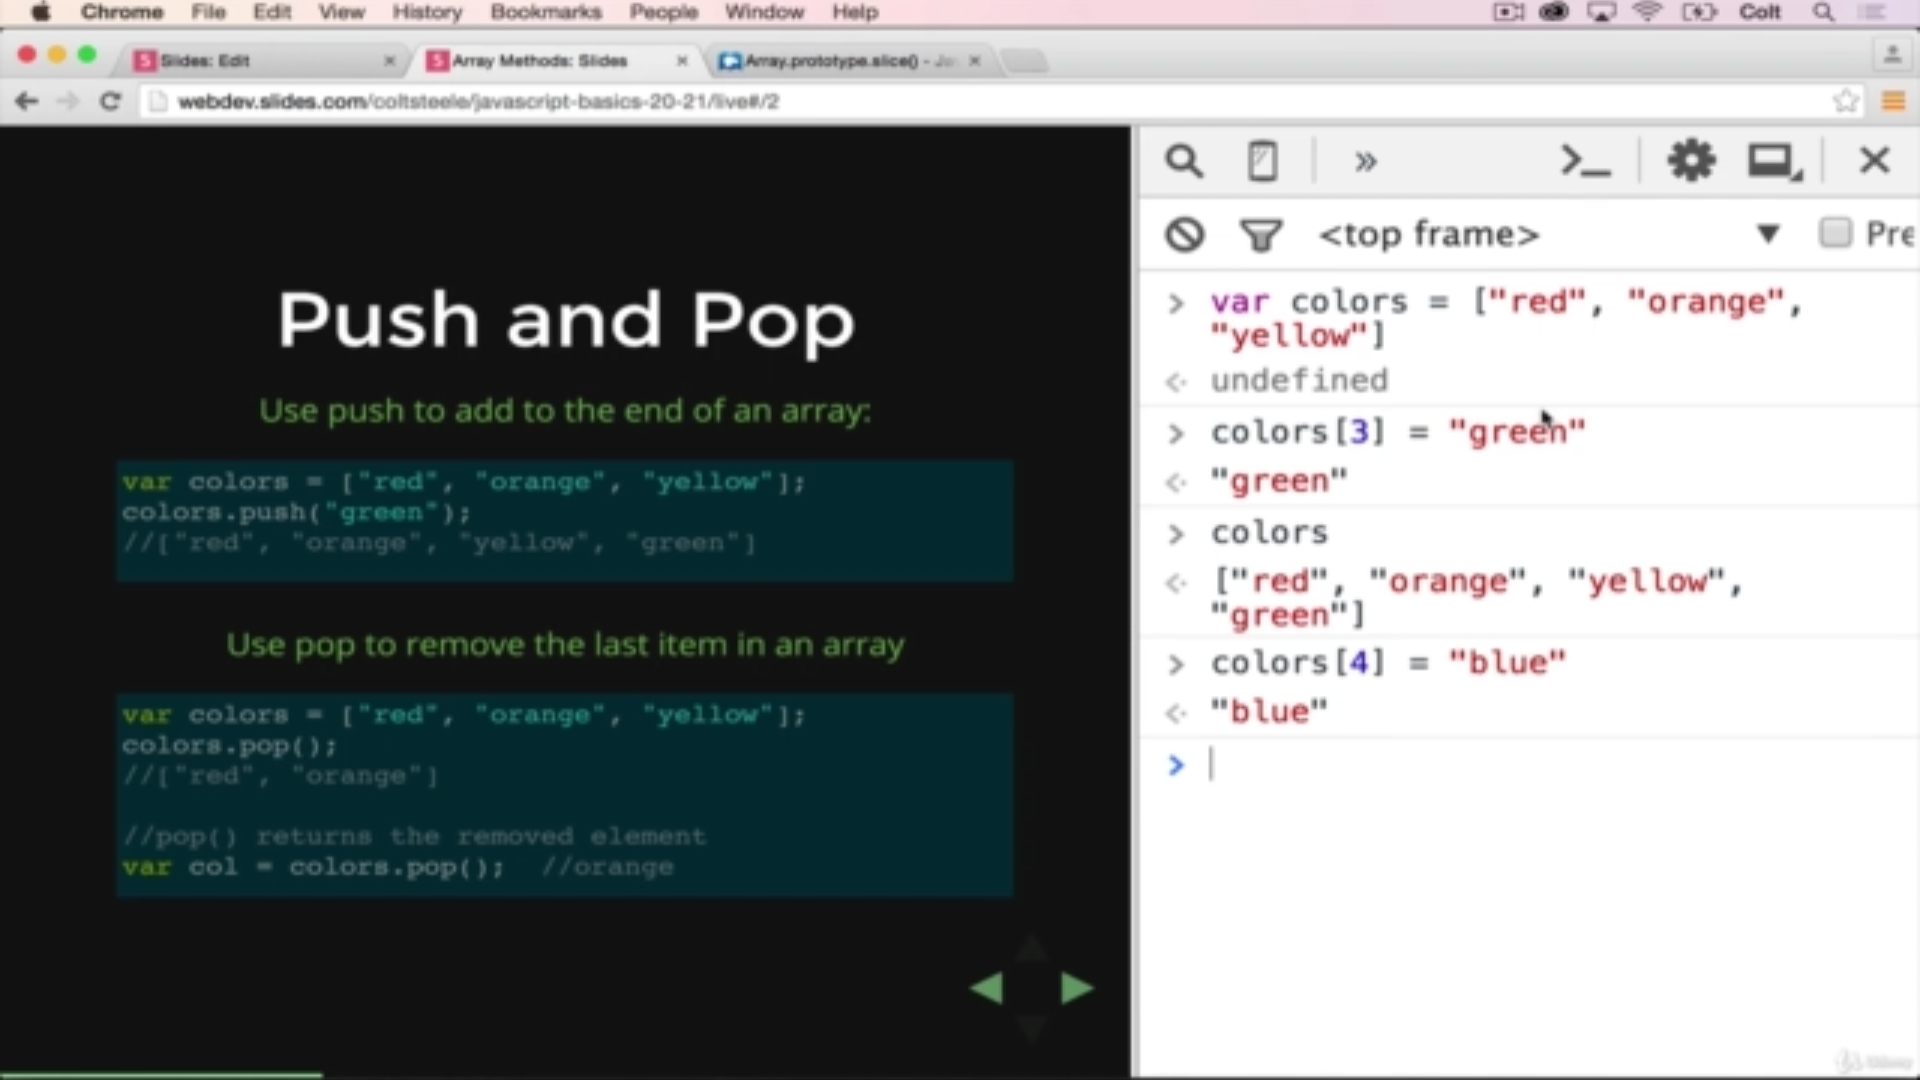 Chrome File Edit View History Bookmarks People Window Help Colt
Slides: Edit
Array Methods: Slides
Array.prototype.slice() - Ja
webdev.slides.com/coltsteele/javascript-basics-20-21/live#/2
Push and Pop
Use push to add to the end of an array:
var colors = ["red", "orange", "yellow"];
colors.push("green");
//["red", "orange", "yellow", "green"]
Use pop to remove the last item in an array
var colors = ["red", "orange", "yellow"];
colors.pop();
//["red", "orange"]
//pop() returns the removed element
var col = colors.pop();  //orange
<top frame> ▼ Pre
> var colors = ["red", "orange",
"yellow"]
undefined
> colors[3] = "green"
"green"
> colors
["red", "orange", "yellow",
"green"]
> colors[4] = "blue"
"blue"
>
Udemy